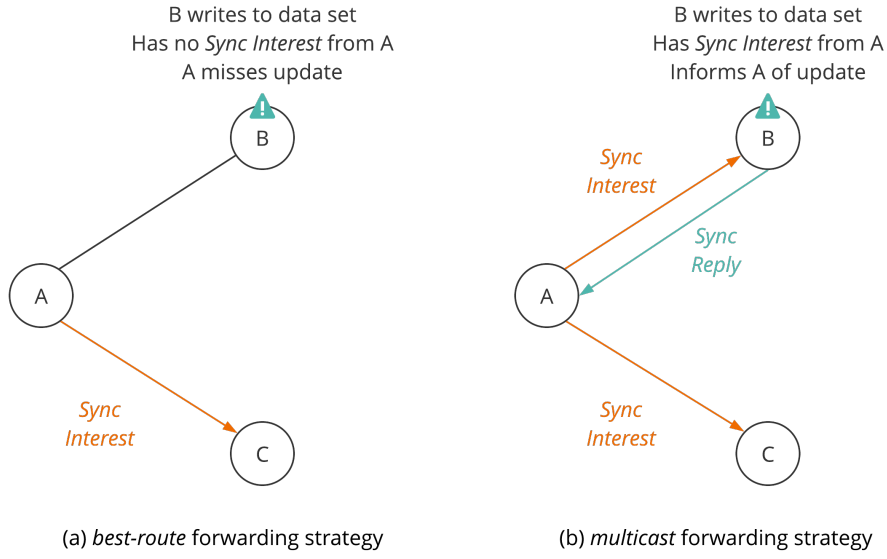 B writes to data set
Has no Sync Interest from A
A misses update
B
A
Sync
Interest
C
(a) best-route forwarding strategy
B writes to data set
Has Sync Interest from A
Informs A of update
B
Sync
Interest
Sync
Reply
A
Sync
Interest
C
(b) multicast forwarding strategy